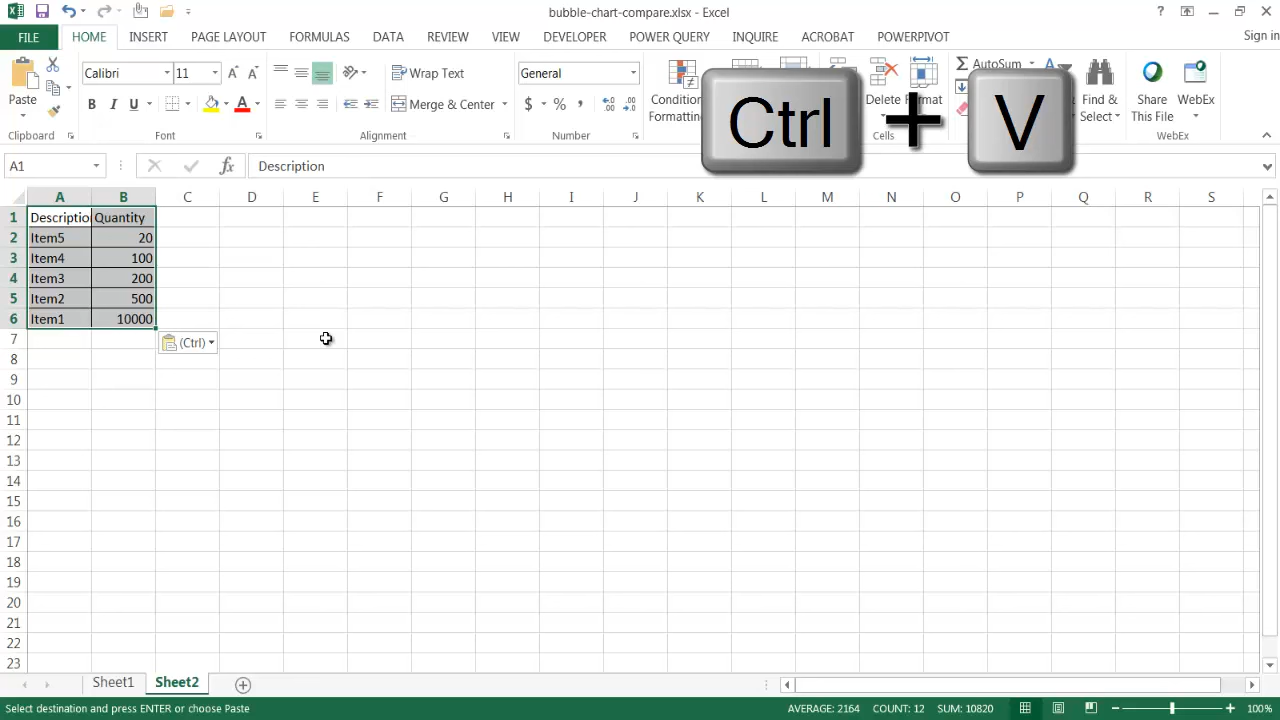 bubble-chart-compare.xlsx - Excel
?
Sign in
FILE HOME INSERT PAGE LAYOUT FORMULAS DATA REVIEW VIEW DEVELOPER POWER QUERY INQUIRE ACROBAT POWERPIVOT
Calibri 11 Wrap Text General AutoSum
Ctrl + V
Paste B I U A Merge & Center $ % , Condition Delete Format Find & Share WebEx
Formatting Select This File
Clipboard Font Alignment Number Cells WebEx
A1 fx Description
A B C D E F G H I J K L M N O P Q R S
1 Descriptio Quantity
2 Item5 20
3 Item4 100
4 Item3 200
5 Item2 500
6 Item1 10000
7 (Ctrl)
8
9
10
11
12
13
14
15
16
17
18
19
20
21
22
23
Sheet1 Sheet2
Select destination and press ENTER or choose Paste AVERAGE: 2164 COUNT: 12 SUM: 10820 100%